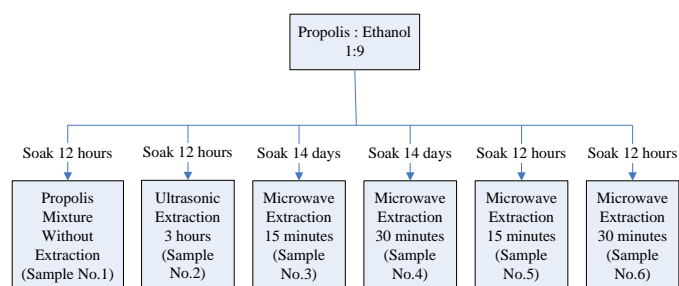 Propolis : Ethanol
1:9
Soak 12 hours
Soak 12 hours
Soak 14 days
Soak 14 days
Soak 12 hours
Soak 12 hours
Propolis
Mixture
Without
Extraction
(Sample No.1)
Ultrasonic
Extraction
3 hours
(Sample
No.2)
Microwave
Extraction
15 minutes
(Sample
No.3)
Microwave
Extraction
30 minutes
(Sample
No.4)
Microwave
Extraction
15 minutes
(Sample
No.5)
Microwave
Extraction
30 minutes
(Sample
No.6)